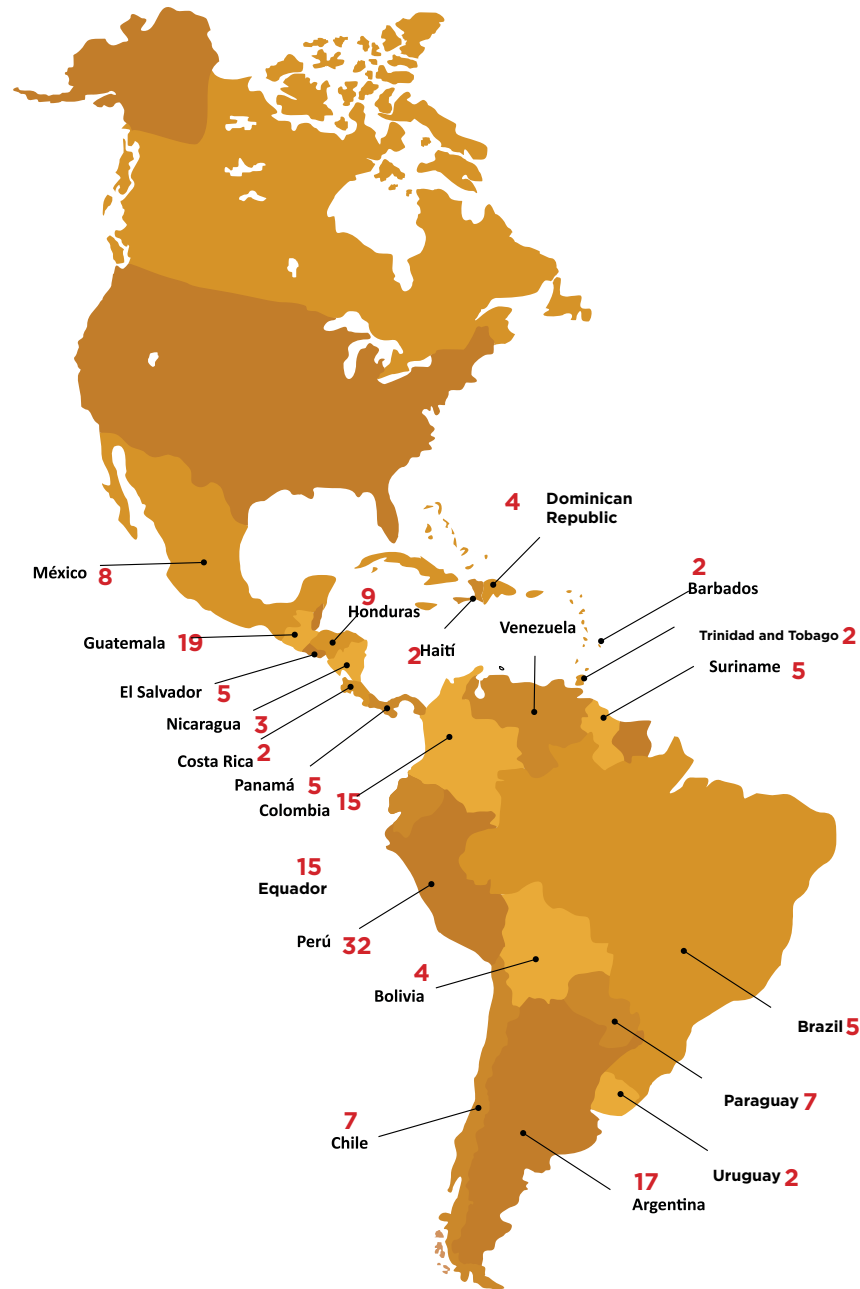 4 Dominican
Republic
2
Barbados
México 8
9
Honduras
Venezuela
Trinidad and Tobago 2
Guatemala 19
2 Haití
Suriname 5
El Salvador 5
Nicaragua 3
Costa Rica 2
Panamá 5
Colombia 15
15
Equador
Perú 32
4
Bolivia
Brazil 5
Paraguay 7
7
Chile
Uruguay 2
17
Argentina